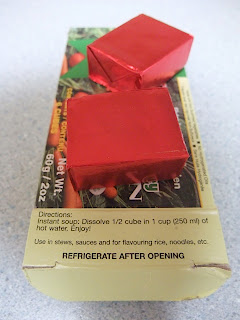 Net Wt.
60g / 2oz
Directions:
Instant soup: Dissolve 1/2 cube in 1 cup (250 ml) of
hot water. Enjoy!
Use in stews, sauces and for flavouring rice, noodles, etc.
REFRIGERATE AFTER OPENING